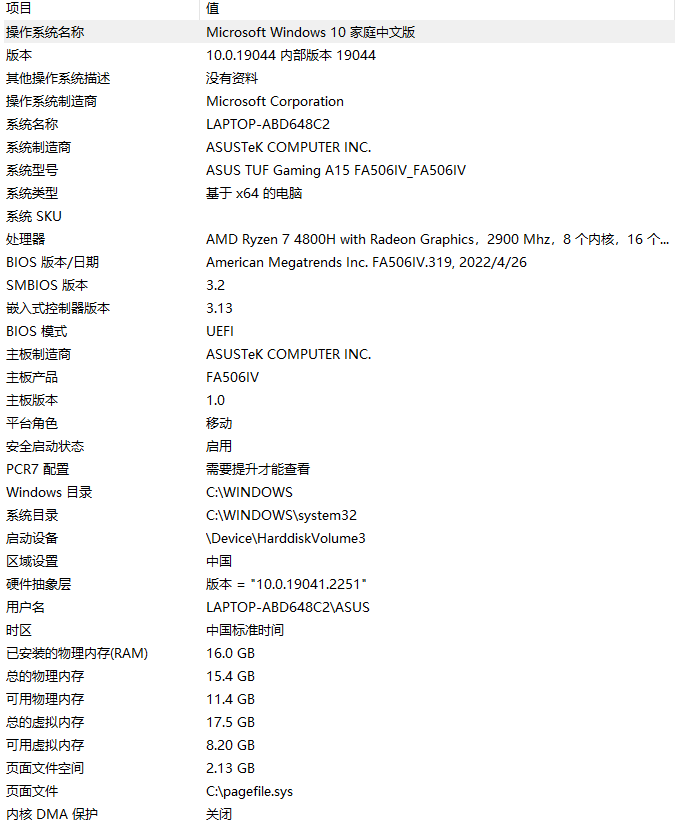 项目 值
操作系统名称 Microsoft Windows 10 家庭中文版
版本 10.0.19044 内部版本 19044
其他操作系统描述 没有资料
操作系统制造商 Microsoft Corporation
系统名称 LAPTOP-ABD648C2
系统制造商 ASUSTeK COMPUTER INC.
系统型号 ASUS TUF Gaming A15 FA506IV_FA506IV
系统类型 基于 x64 的电脑
系统 SKU
处理器 AMD Ryzen 7 4800H with Radeon Graphics，2900 Mhz，8 个内核，16 个...
BIOS 版本/日期 American Megatrends Inc. FA506IV.319, 2022/4/26
SMBIOS 版本 3.2
嵌入式控制器版本 3.13
BIOS 模式 UEFI
主板制造商 ASUSTeK COMPUTER INC.
主板产品 FA506IV
主板版本 1.0
平台角色 移动
安全启动状态 启用
PCR7 配置 需要提升才能查看
Windows 目录 C:\WINDOWS
系统目录 C:\WINDOWS\system32
启动设备 \Device\HarddiskVolume3
区域设置 中国
硬件抽象层 版本 = "10.0.19041.2251"
用户名 LAPTOP-ABD648C2\ASUS
时区 中国标准时间
已安装的物理内存(RAM) 16.0 GB
总的物理内存 15.4 GB
可用物理内存 11.4 GB
总的虚拟内存 17.5 GB
可用虚拟内存 8.20 GB
页面文件空间 2.13 GB
页面文件 C:\pagefile.sys
内核 DMA 保护 关闭